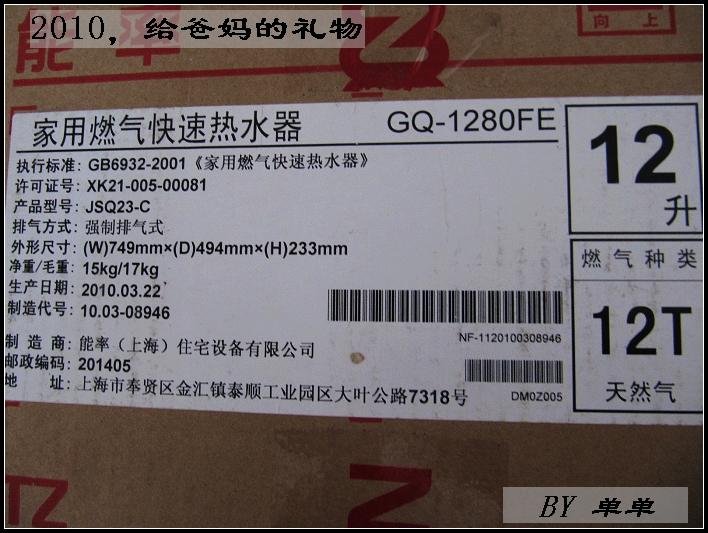 2010，给爸妈的礼物
能率
向上
家用燃气快速热水器 GQ-1280FE
12
升
执行标准：GB6932-2001《家用燃气快速热水器》
许可证号：XK21-005-00081
产品型号：JSQ23-C
排气方式：强制排气式
外形尺寸：(W)749mm×(D)494mm×(H)233mm
净重/毛重：15kg/17kg
生产日期：2010.03.22
制造代号：10.03-08946
燃气种类
12T
天然气
NF-1120100308946
制 造 商：能率（上海）住宅设备有限公司
邮政编码：201405
地 址：上海市奉贤区金汇镇泰顺工业园区大叶公路7318号
DM0Z005
BY 单单